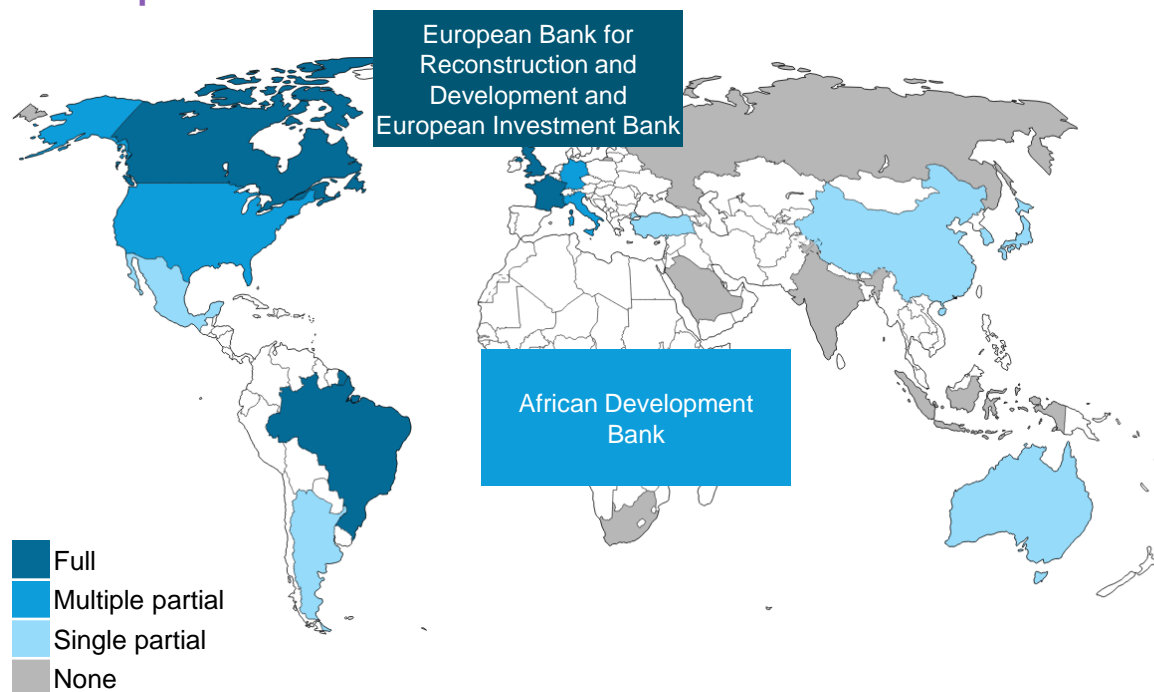 European Bank for
Reconstruction and
Development and
European Investment Bank
African Development
Bank
Full
Multiple partial
Single partial
None